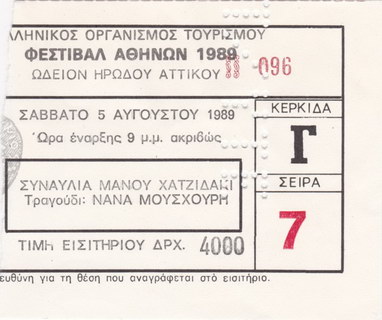 ΛΛΗΝΙΚΟΣ ΟΡΓΑΝΙΣΜΟΣ ΤΟΥΡΙΣΜΟΥ
ΦΕΣΤΙΒΑΛ ΑΘΗΝΩΝ 1989
ΩΔΕΙΟΝ ΗΡΩΔΟΥ ΑΤΤΙΚΟΥ
096
ΣΑΒΒΑΤΟ 5 ΑΥΓΟΥΣΤΟΥ 1989
Ώρα έναρξης 9 μ.μ. ακριβώς
ΚΕΡΚΙΔΑ
Γ
ΣΥΝΑΥΛΙΑ ΜΑΝΟΥ ΧΑΤΖΙΔΑΚΙ
Τραγούδι: ΝΑΝΑ ΜΟΥΣΧΟΥΡΗ
ΣΕΙΡΑ
7
ΤΙΜΗ ΕΙΣΙΤΗΡΙΟΥ ΔΡΧ. 4000
ευθύνη για τη θέση που αναγράφεται στό εισιτήριο.